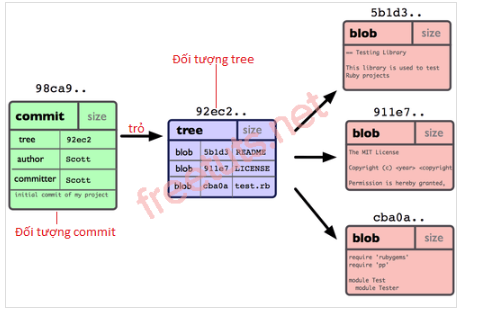 98ca9..
commit size
tree 92ec2
author Scott
committer Scott
initial commit of my project
Đối tượng commit
trỏ
Đối tượng tree
92ec2..
tree size
blob 5b1d3 README
blob 911e7 LICENSE
blob cba0a test.rb
5b1d3..
blob size
== Testing Library
This library is used to test
Ruby projects
911e7..
blob size
The MIT License
Copyright (c) <year> <copyright
Permission is hereby granted,
cba0a..
blob size
require 'rubygems'
require 'pp'
module Test
module Tester
freetuts.net